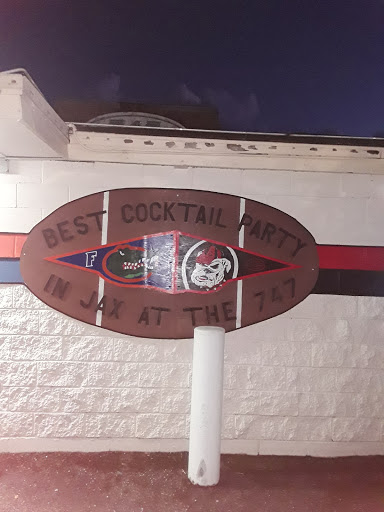 BEST COCKTAIL PARTY
F
IN JAX AT THE 747